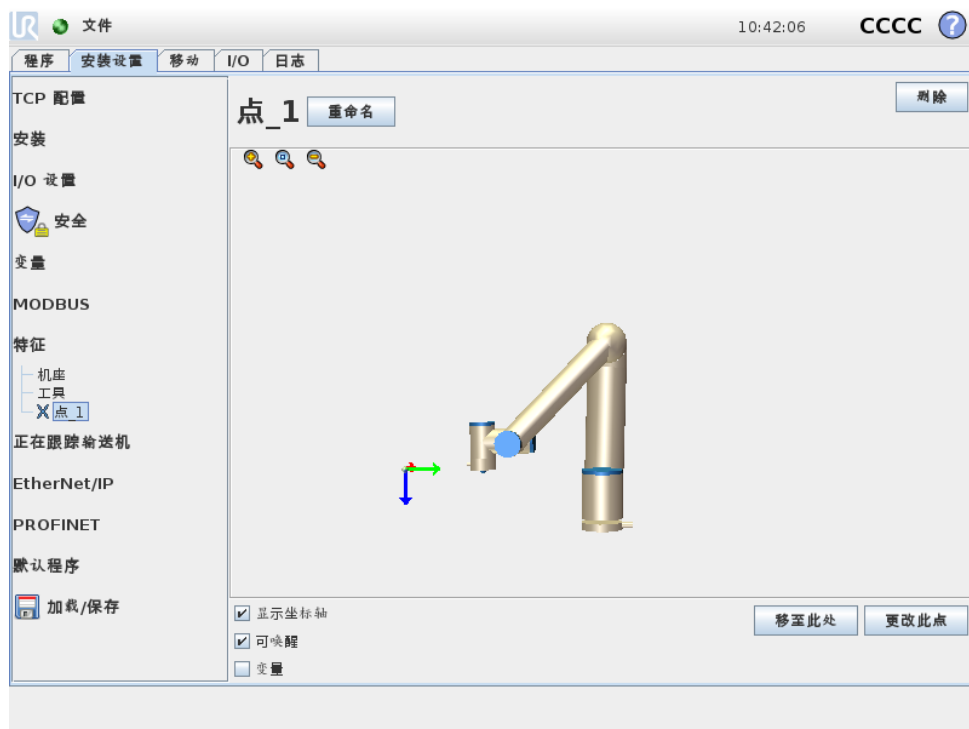 UR 文件 10:42:06 CCCC ?
程序 安装设置 移动 I/O 日志
TCP 配置
安装
I/O 设置
安全
变量
MODBUS
特征
机座
工具
点_1
正在跟踪输送机
EtherNet/IP
PROFINET
默认程序
加载/保存
点_1 重命名 删除
显示坐标轴
可唤醒
变量
移至此处 更改此点